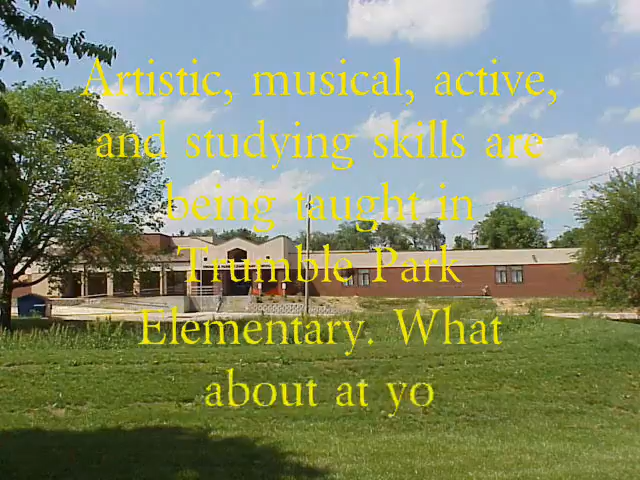 Artistic, musical, active,
and studying skills are
being taught in
Trumble Park
Elementary. What
about at yo